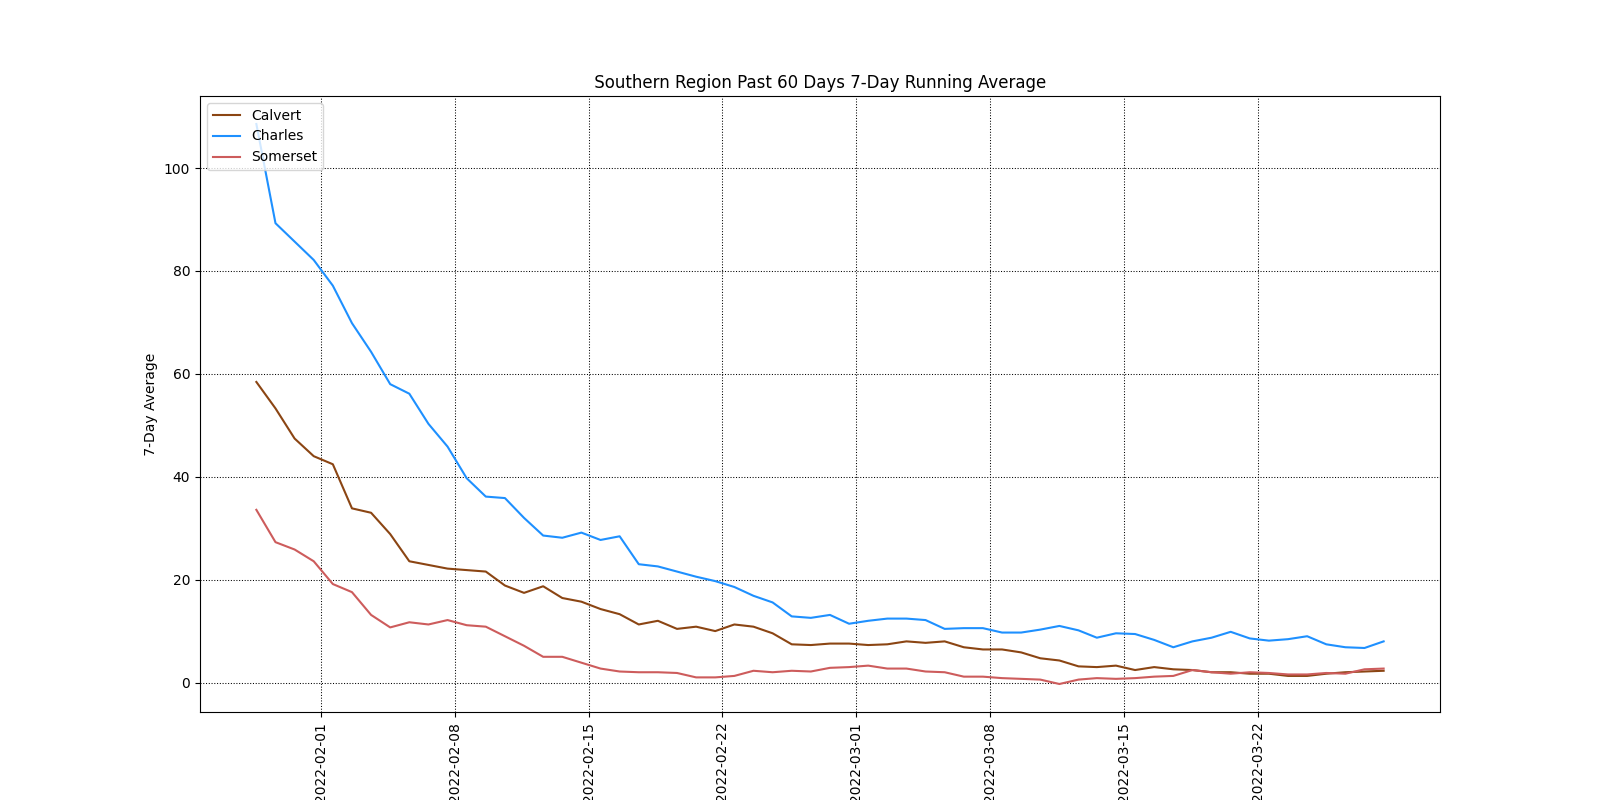 Southern Region Past 60 Days 7-Day Running Average
Calvert
Charles
Somerset
7-Day Average
100
80
60
40
20
0
2022-02-01
2022-02-08
2022-02-15
2022-02-22
2022-03-01
2022-03-08
2022-03-15
2022-03-22